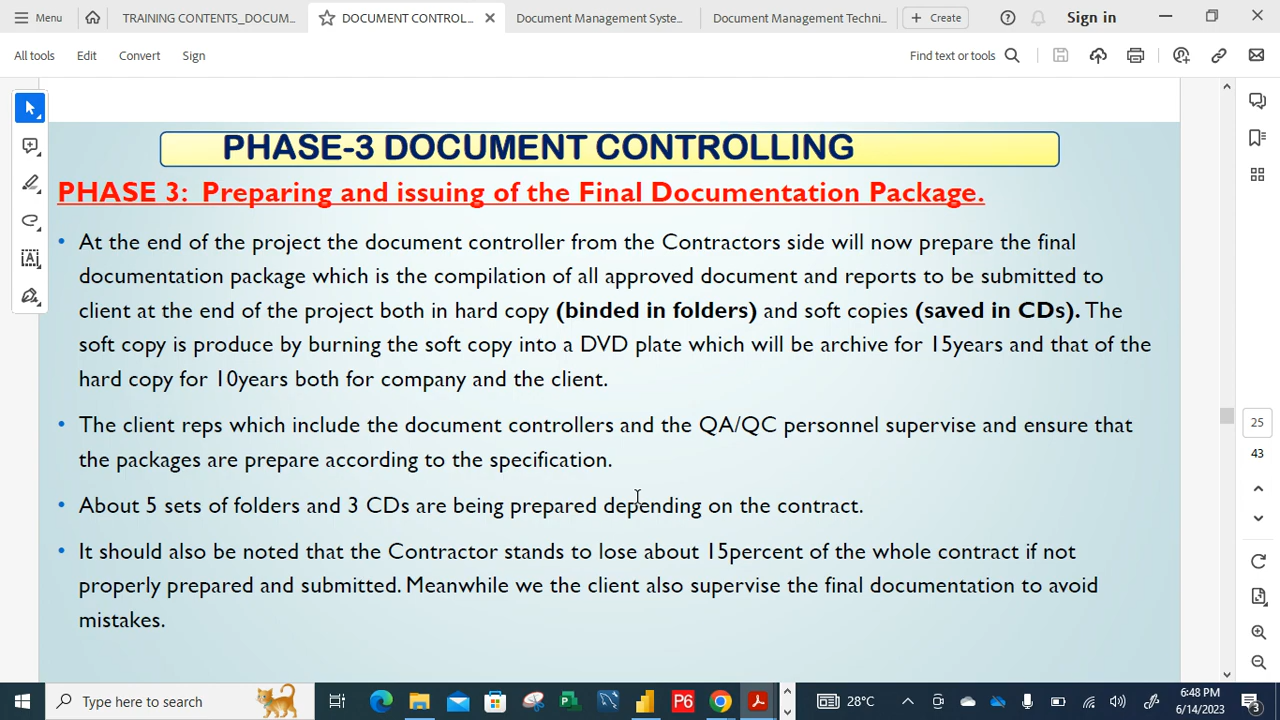 Menu
TRAINING CONTENTS_DOCUM...
DOCUMENT CONTROL...
Document Management Syste...
Document Management Techni...
Create
Sign in
All tools
Edit
Convert
Sign
Find text or tools
PHASE-3 DOCUMENT CONTROLLING
PHASE 3: Preparing and issuing of the Final Documentation Package.
• At the end of the project the document controller from the Contractors side will now prepare the final
documentation package which is the compilation of all approved document and reports to be submitted to
client at the end of the project both in hard copy (binded in folders) and soft copies (saved in CDs). The
soft copy is produce by burning the soft copy into a DVD plate which will be archive for 15years and that of the
hard copy for 10years both for company and the client.
• The client reps which include the document controllers and the QA/QC personnel supervise and ensure that
the packages are prepare according to the specification.
• About 5 sets of folders and 3 CDs are being prepared depending on the contract.
• It should also be noted that the Contractor stands to lose about 15percent of the whole contract if not
properly prepared and submitted. Meanwhile we the client also supervise the final documentation to avoid
mistakes.
25
43
Type here to search
P6
28°C
6:48 PM
6/14/2023
3